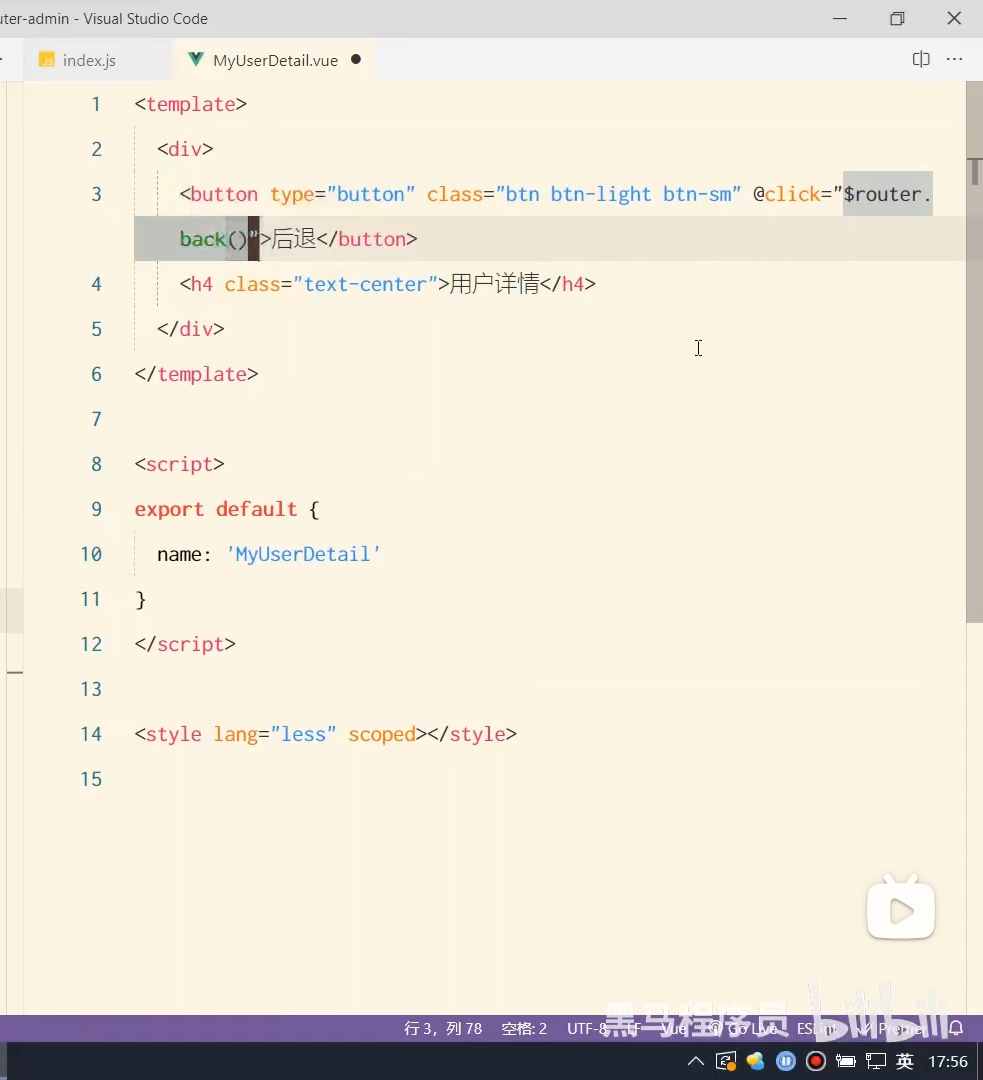 uter-admin - Visual Studio Code
JS index.js MyUserDetail.vue
1 <template>
2 <div>
3 <button type="button" class="btn btn-light btn-sm" @click="$router.
back()">后退</button>
4 <h4 class="text-center">用户详情</h4>
5 </div>
6 </template>
7
8 <script>
9 export default {
10 name: 'MyUserDetail'
11 }
12 </script>
13
14 <style lang="less" scoped></style>
15
黑马程序员 bilibili
行 3，列 78 空格: 2 UTF-8 LF Vue Go Live ESLint Prettier
英 17:56